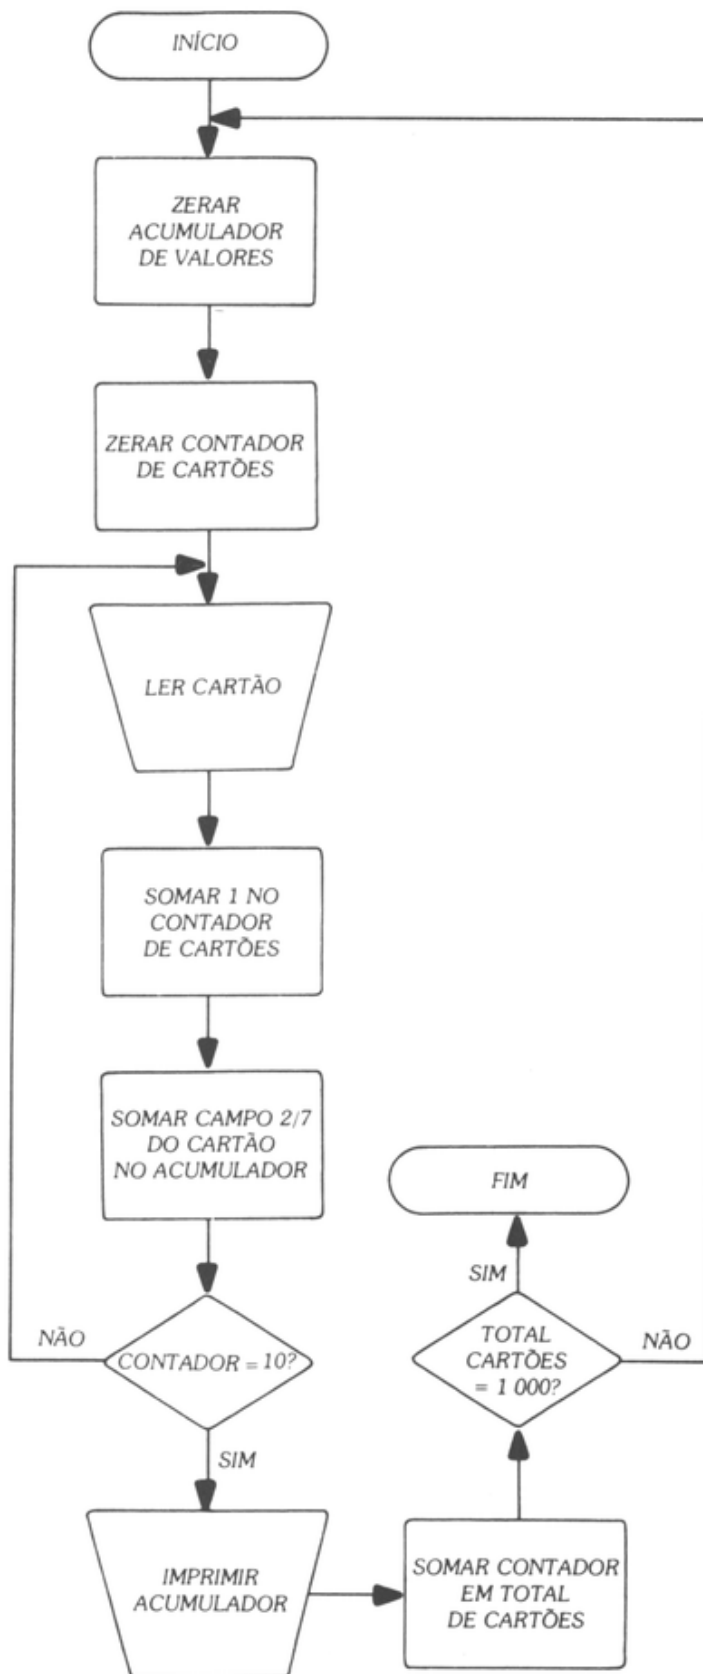 INÍCIO
ZERAR
ACUMULADOR
DE VALORES
ZERAR CONTADOR
DE CARTÕES
LER CARTÃO
SOMAR 1 NO
CONTADOR
DE CARTÕES
SOMAR CAMPO 2/7
DO CARTÃO
NO ACUMULADOR
CONTADOR = 10?
NÃO
SIM
IMPRIMIR
ACUMULADOR
SOMAR CONTADOR
EM TOTAL
DE CARTÕES
TOTAL
CARTÕES
= 1 000?
NÃO
SIM
FIM